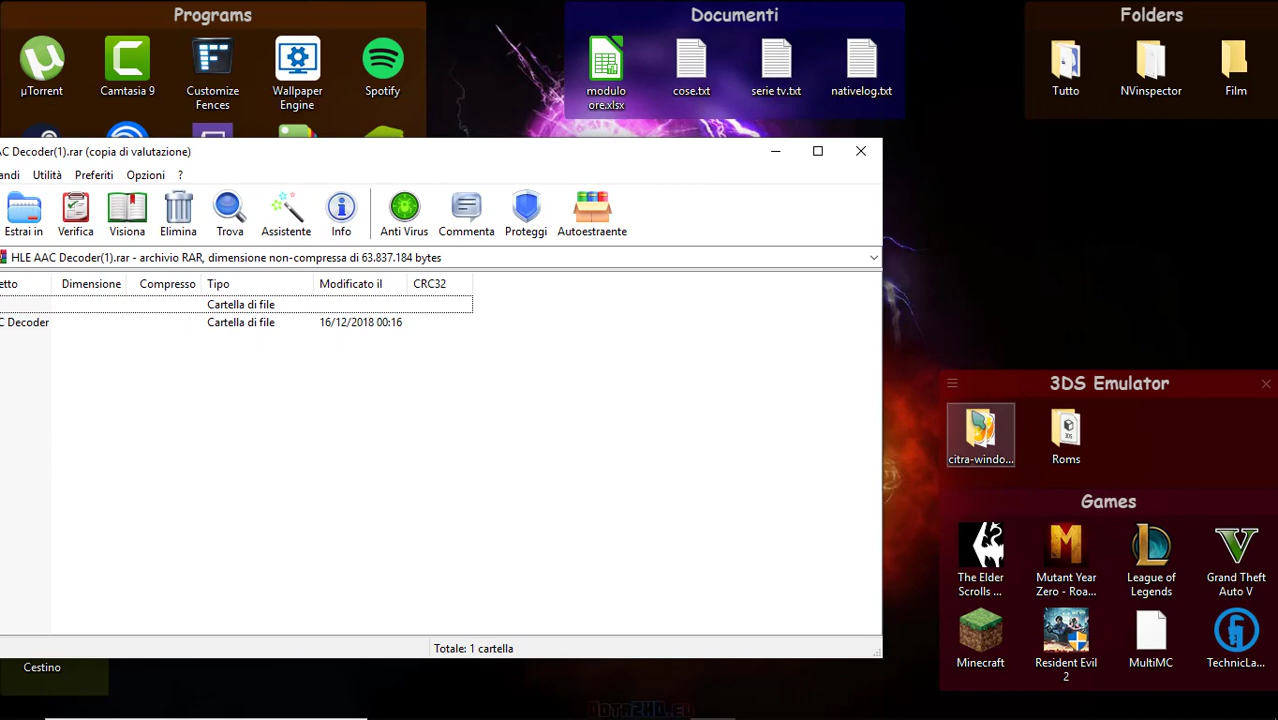 Programs
µTorrent
Camtasia 9
Customize
Fences
Wallpaper
Engine
Spotify
Documenti
modulo
ore.xlsx
cose.txt
serie tv.txt
nativelog.txt
Folders
Tutto
NVinspector
Film
AC Decoder(1).rar (copia di valutazione)
andi Utilità Preferiti Opzioni ?
Estrai in Verifica Visiona Elimina Trova Assistente Info Anti Virus Commenta Proteggi Autoestraente
HLE AAC Decoder(1).rar - archivio RAR, dimensione non-compressa di 63.837.184 bytes
etto Dimensione Compresso Tipo Modificato il CRC32
Cartella di file
C Decoder Cartella di file 16/12/2018 00:16
Totale: 1 cartella
3DS Emulator
citra-windo...
3DS
Roms
Games
The Elder
Scrolls ...
Mutant Year
Zero - Roa...
League of
Legends
Grand Theft
Auto V
Minecraft
Resident Evil
2
MultiMC
TechnicLa...
Cestino